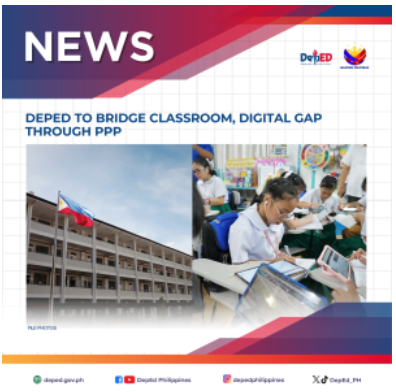 NEWS
DepED
DEPED TO BRIDGE CLASSROOM, DIGITAL GAP
THROUGH PPP
FILE PHOTOS
deped.gov.ph
DepEd Philippines
depedphilippines
DepEd_PH